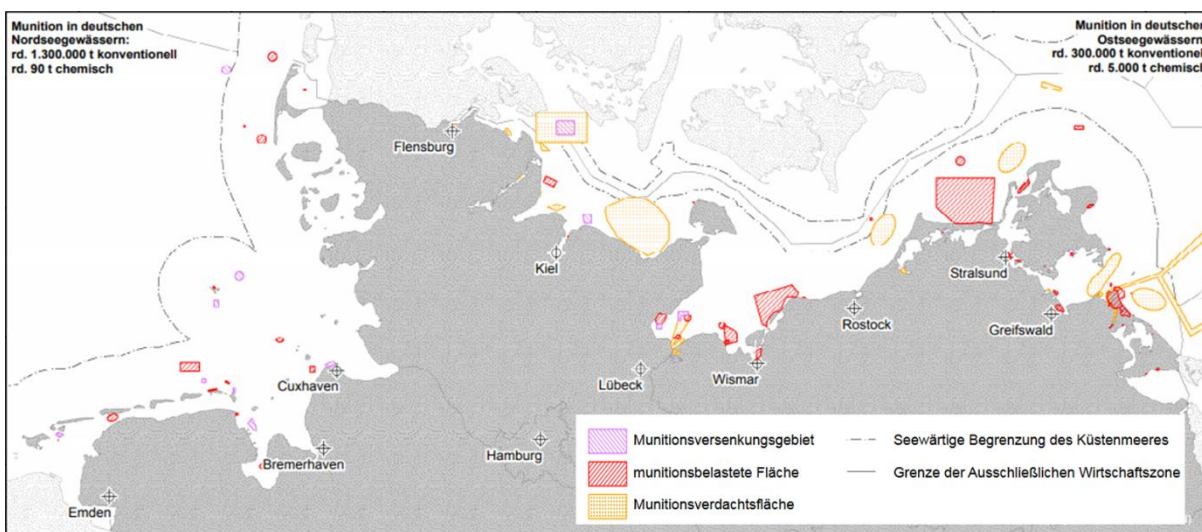 Munition in deutschen
Nordseegewässern:
rd. 1.300.000 t konventionell
rd. 90 t chemisch
Munition in deutschen
Ostseegewässern:
rd. 300.000 t konventionell
rd. 5.000 t chemisch
Flensburg
Kiel
Stralsund
Rostock
Greifswald
Cuxhaven
Lübeck
Wismar
Bremerhaven
Hamburg
Emden
Munitionsversenkungsgebiet
munitionsbelastete Fläche
Munitionsverdachtsfläche
Seewärtige Begrenzung des Küstenmeeres
Grenze der Ausschließlichen Wirtschaftszone